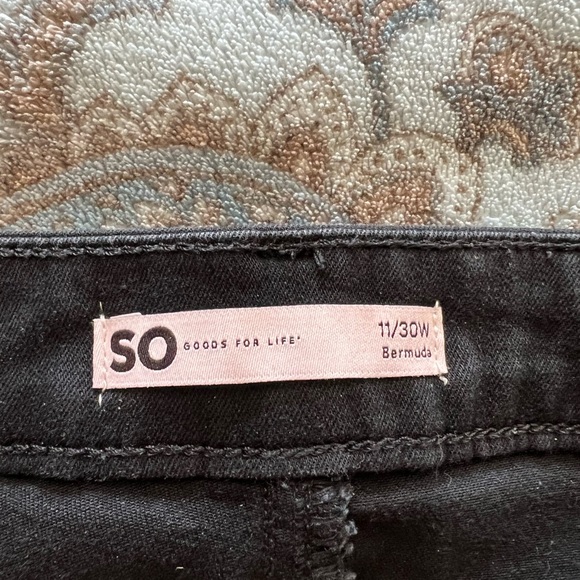 SO GOODS FOR LIFE* 11/30W
Bermuda